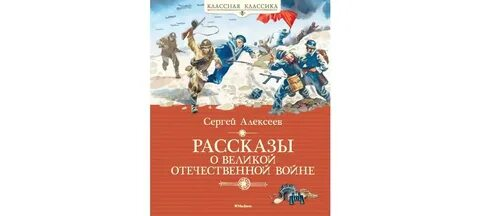 КЛАССНАЯ КЛАССИКА
Сергей Алексеев
РАССКАЗЫ
О ВЕЛИКОЙ
ОТЕЧЕСТВЕННОЙ ВОЙНЕ